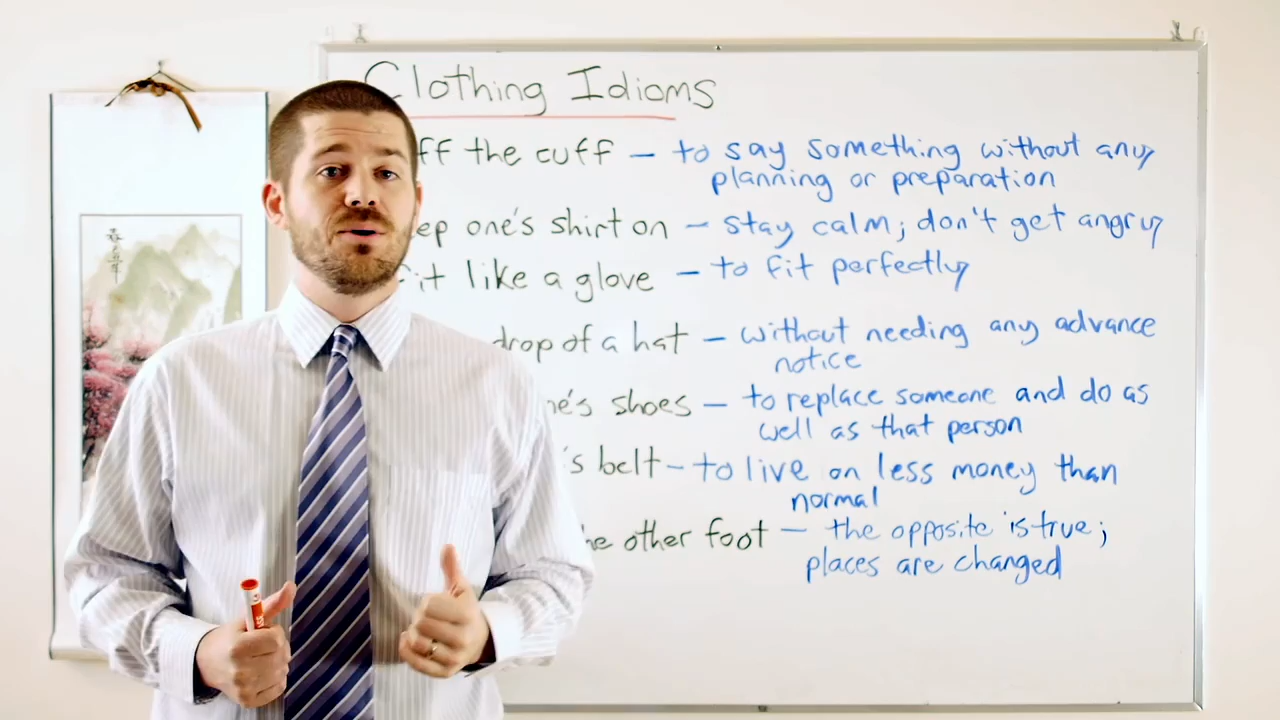 Clothing Idioms
ff the cuff – to say something without any
planning or preparation
ep one's shirt on – stay calm; don't get angry
fit like a glove – to fit perfectly
drop of a hat – without needing any advance
notice
ne's shoes – to replace someone and do as
well as that person
's belt – to live on less money than
normal
he other foot – the opposite is true;
places are changed